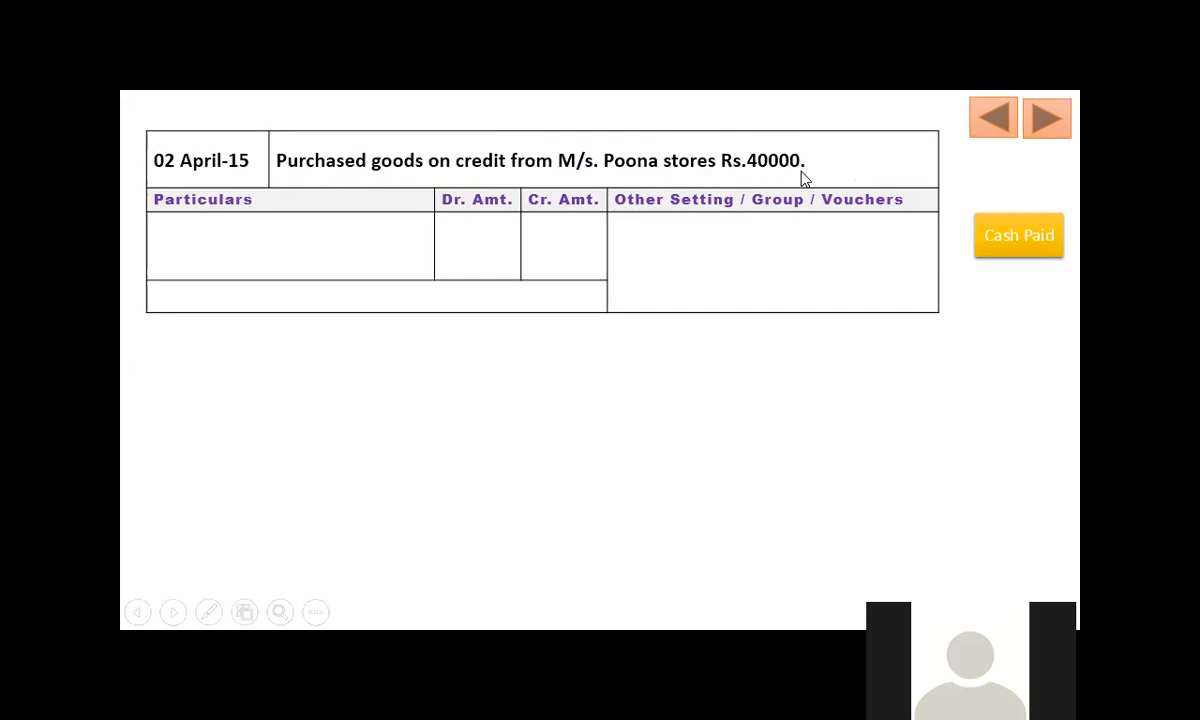 02 April-15 Purchased goods on credit from M/s. Poona stores Rs.40000.
Particulars Dr. Amt. Cr. Amt. Other Setting / Group / Vouchers
Cash Paid